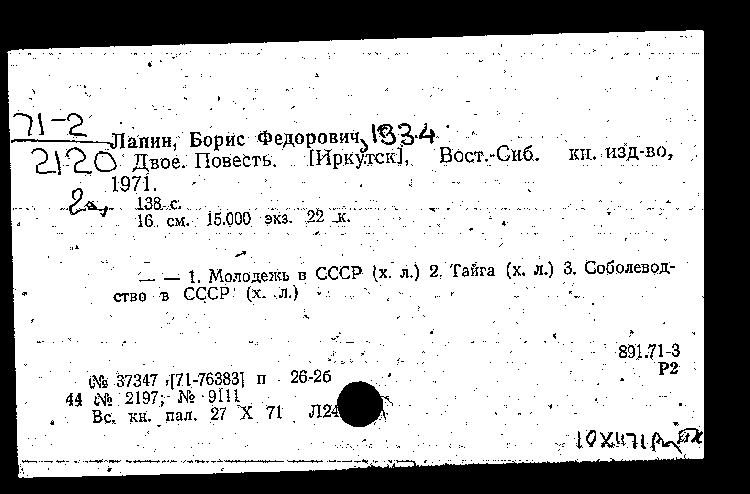 71-2
Лапин, Борис Федорович, 1934
2120 Двое. Повесть. [Иркутск], Вост.-Сиб. кн. изд-во,
1971.
138 с.
16 см. 15.000 экз. 22 к.
— — 1. Молодежь в СССР (х. л.) 2. Тайга (х. л.) 3. Соболевод-
ство в СССР (х. л.)
891.71-3
Р2
№ 37347 [71-76383] п 26-2б
44 № 2197; № 9111
Вс. кн. пал. 27 X 71 Л24